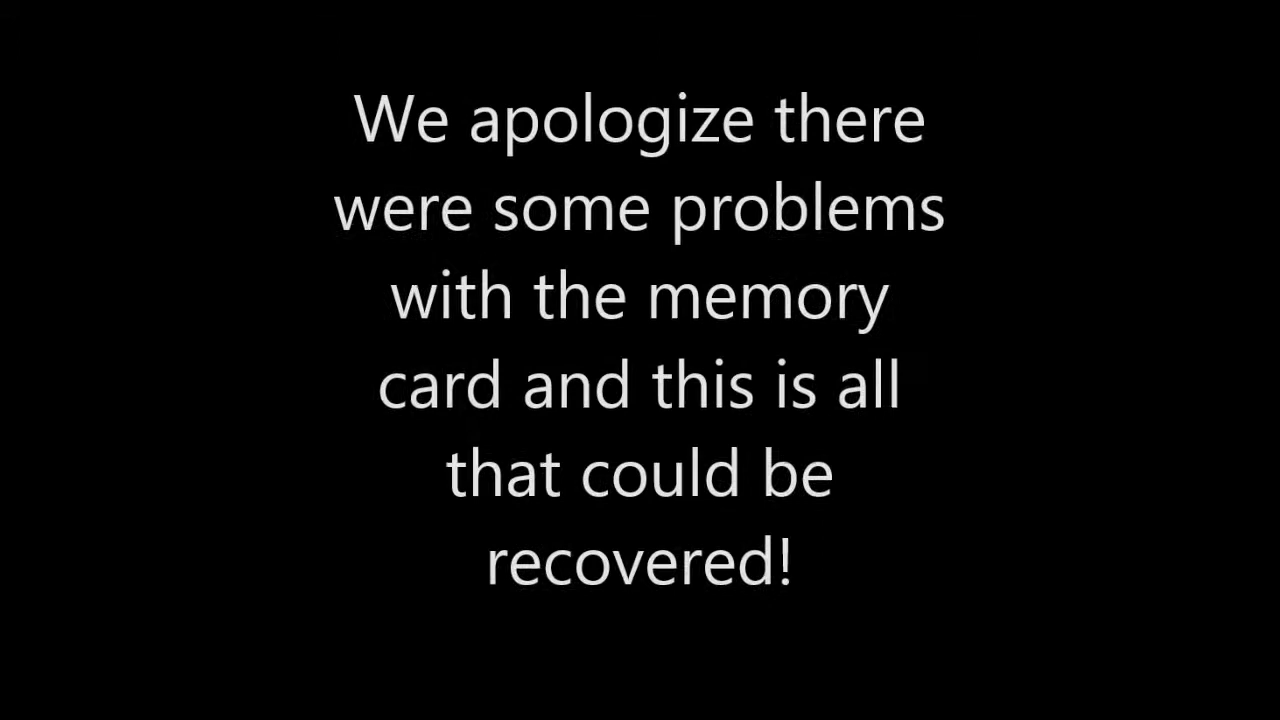 We apologize there
were some problems
with the memory
card and this is all
that could be
recovered!